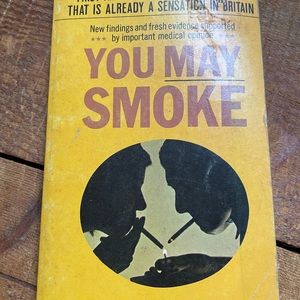 THAT IS ALREADY A SENSATION IN BRITAIN
New findings and fresh evidence supported
*** by important medical opinion ***
YOU MAY
SMOKE